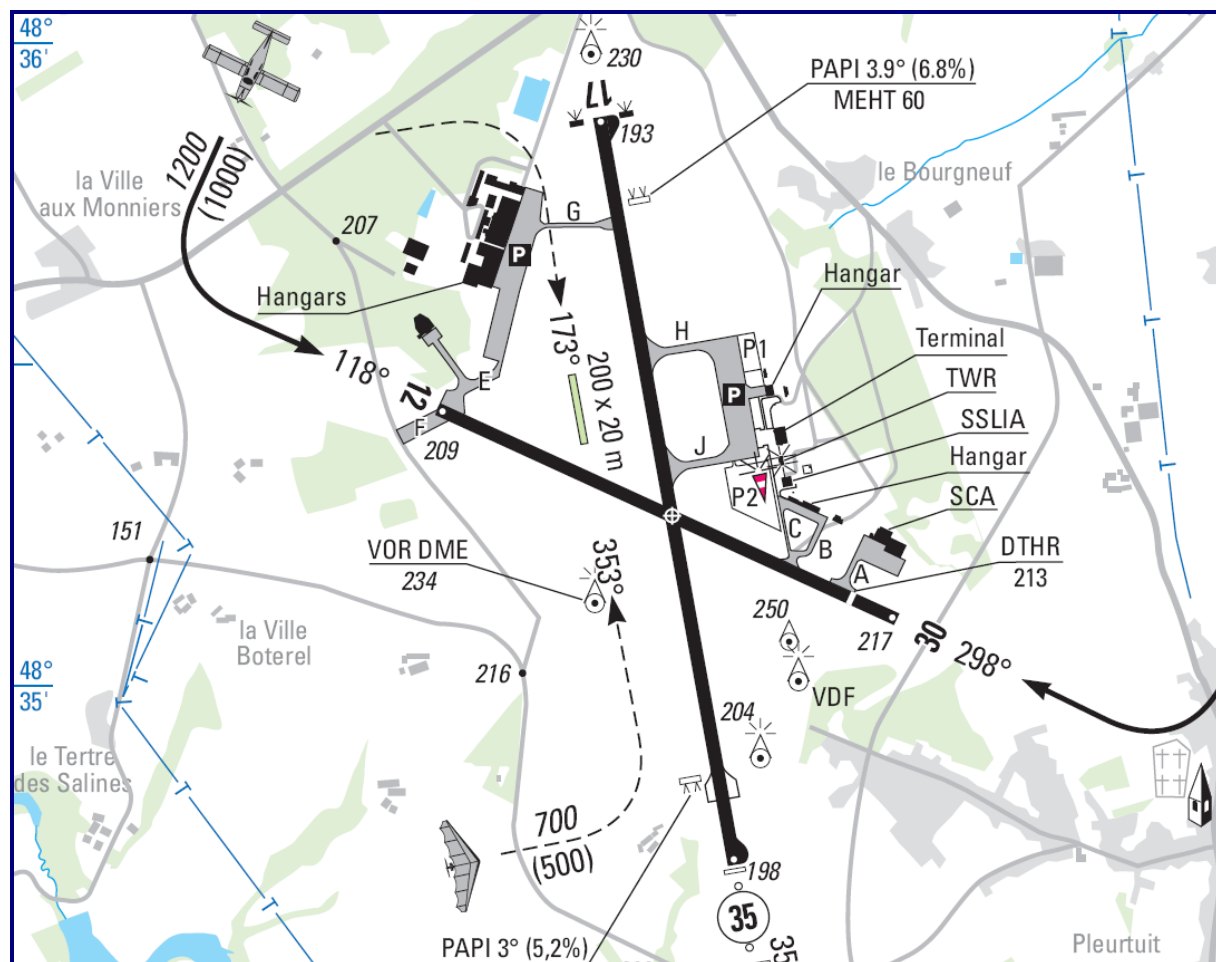 48°
36'
230
17
193
PAPI 3.9° (6.8%)
MEHT 60
1200
(1000)
la Ville
aux Monniers
le Bourgneuf
207
G
P
Hangars
Hangar
H
P1
173°
118°
12
E
F
209
200 x 20 m
P
Terminal
TWR
SSLIA
Hangar
SCA
J
P2
C
B
A
DTHR
213
151
VOR DME
234
353°
250
217
30
298°
la Ville
Boterel
216
48°
35'
VDF
204
le Tertre
des Salines
700
(500)
198
35
PAPI 3° (5,2%)
Pleurtuit
T
T
T
T
T
T
T
T
T
T